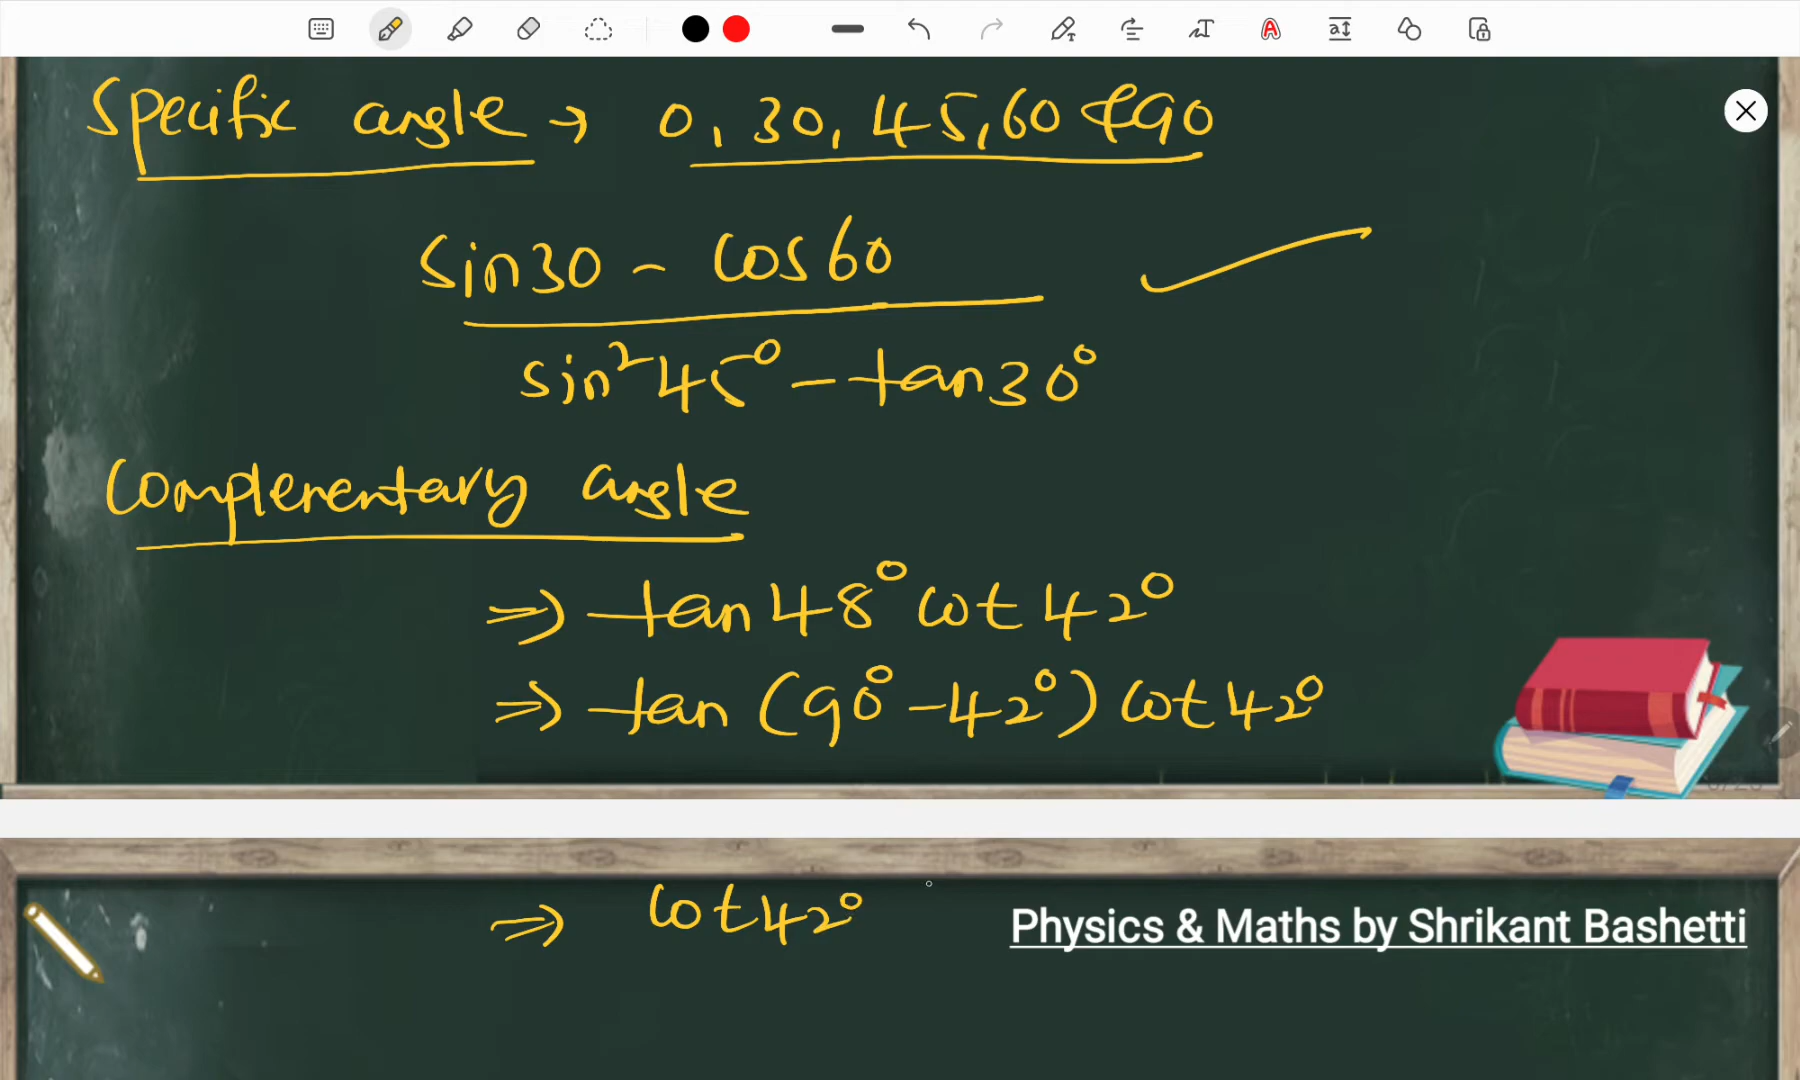 Specific angle → 0, 30, 45, 60 & 90
sin30 - cos60
sin²45° - tan30°
Complementary angle
⇒ tan48° cot42°
⇒ tan (90° - 42°) cot42°
⇒ cot42°
Physics & Maths by Shrikant Bashetti